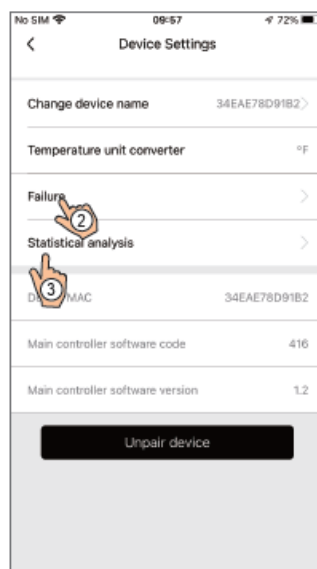 No SIM 09:57 72%
< Device Settings
Change device name 34EAE78D91B2 >
Temperature unit converter °F
Failure >
2
Statistical analysis >
3
MAC 34EAE78D91B2
Main controller software code 416
Main controller software version 1.2
Unpair device